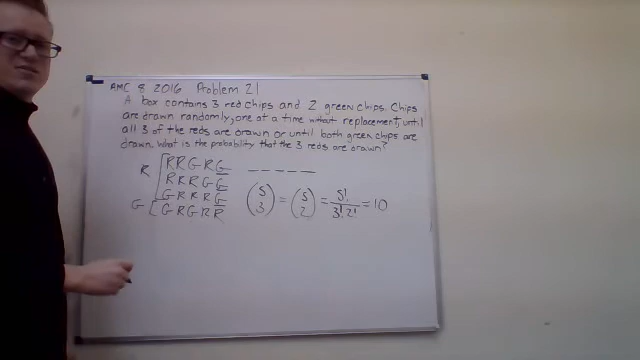 AMC 8 2016 Problem 21
A box contains 3 red chips and 2 green chips. Chips
are drawn randomly, one at a time without replacement, until
all 3 of the reds are drawn or until both green chips are
drawn. What is the probability that the 3 reds are drawn?
R [ R R G R G _ _ _ _ _
R R R G G
G R R R G
G [ G R G R R
(5 3) = (5 2) = 5!/3!2! = 10